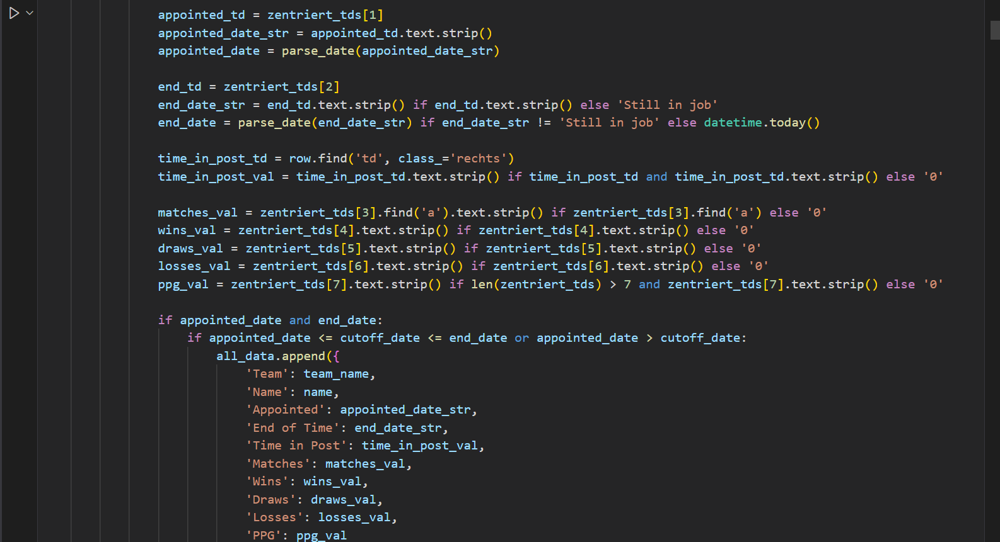 appointed_td = zentriert_tds[1]
appointed_date_str = appointed_td.text.strip()
appointed_date = parse_date(appointed_date_str)
end_td = zentriert_tds[2]
end_date_str = end_td.text.strip() if end_td.text.strip() else 'Still in job'
end_date = parse_date(end_date_str) if end_date_str != 'Still in job' else datetime.today()
time_in_post_td = row.find('td', class_='rechts')
time_in_post_val = time_in_post_td.text.strip() if time_in_post_td and time_in_post_td.text.strip() else '0'
matches_val = zentriert_tds[3].find('a').text.strip() if zentriert_tds[3].find('a') else '0'
wins_val = zentriert_tds[4].text.strip() if zentriert_tds[4].text.strip() else '0'
draws_val = zentriert_tds[5].text.strip() if zentriert_tds[5].text.strip() else '0'
losses_val = zentriert_tds[6].text.strip() if zentriert_tds[6].text.strip() else '0'
ppg_val = zentriert_tds[7].text.strip() if len(zentriert_tds) > 7 and zentriert_tds[7].text.strip() else '0'
if appointed_date and end_date:
if appointed_date <= cutoff_date <= end_date or appointed_date > cutoff_date:
all_data.append({
'Team': team_name,
'Name': name,
'Appointed': appointed_date_str,
'End of Time': end_date_str,
'Time in Post': time_in_post_val,
'Matches': matches_val,
'Wins': wins_val,
'Draws': draws_val,
'Losses': losses_val,
'PPG': ppg_val